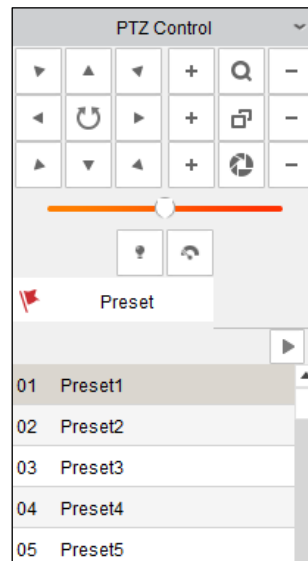 PTZ Control
Preset
01 Preset1
02 Preset2
03 Preset3
04 Preset4
05 Preset5